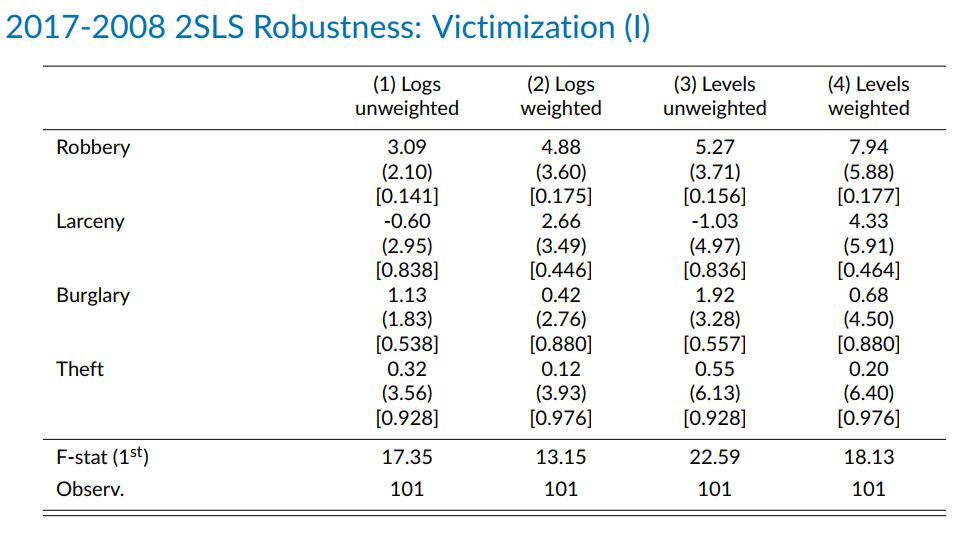 2017-2008 2SLS Robustness: Victimization (I)
(1) Logs (2) Logs (3) Levels (4) Levels
unweighted weighted unweighted weighted
Robbery 3.09 4.88 5.27 7.94
(2.10) (3.60) (3.71) (5.88)
[0.141] [0.175] [0.156] [0.177]
Larceny -0.60 2.66 -1.03 4.33
(2.95) (3.49) (4.97) (5.91)
[0.838] [0.446] [0.836] [0.464]
Burglary 1.13 0.42 1.92 0.68
(1.83) (2.76) (3.28) (4.50)
[0.538] [0.880] [0.557] [0.880]
Theft 0.32 0.12 0.55 0.20
(3.56) (3.93) (6.13) (6.40)
[0.928] [0.976] [0.928] [0.976]
F-stat (1st) 17.35 13.15 22.59 18.13
Observ. 101 101 101 101